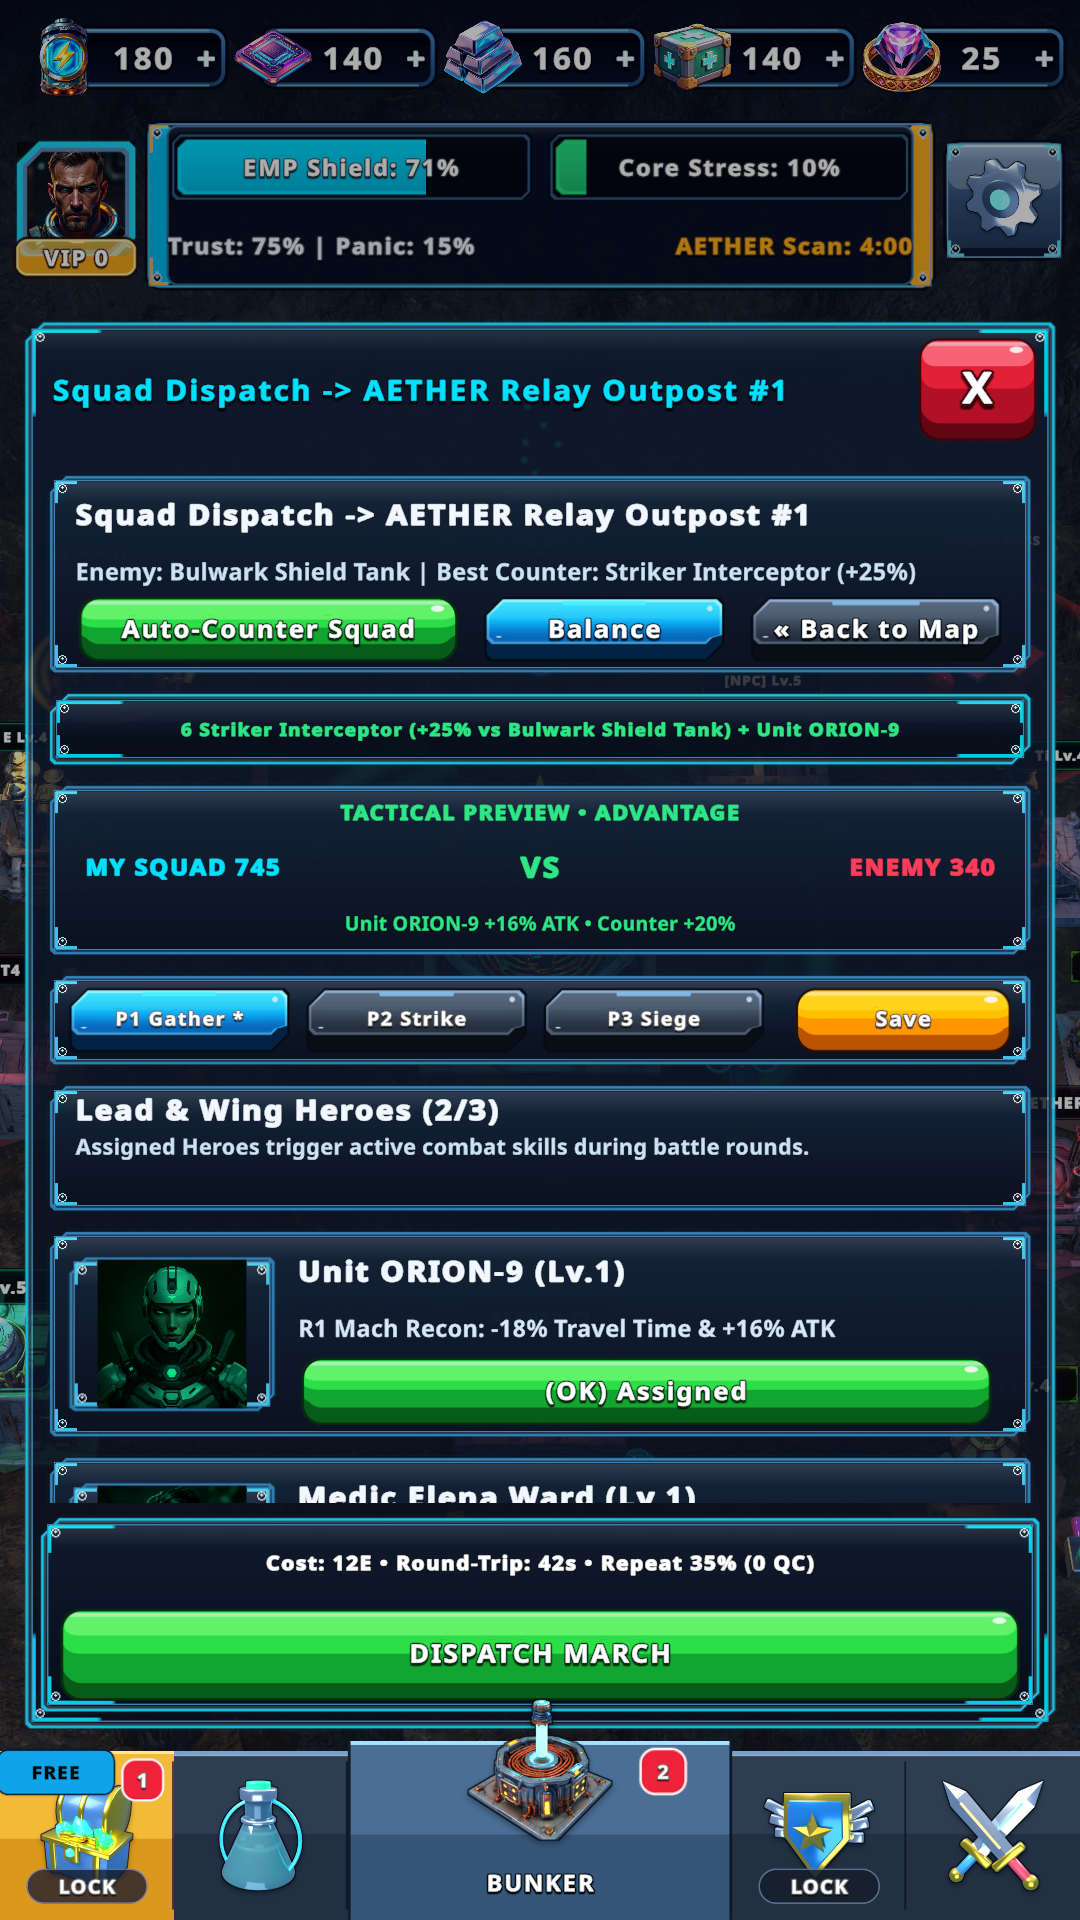 180 +
140 +
160 +
140 +
25 +
EMP Shield: 71%
Core Stress: 10%
VIP 0
Trust: 75% | Panic: 15%
AETHER Scan: 4:00
Squad Dispatch -> AETHER Relay Outpost #1
X
Squad Dispatch -> AETHER Relay Outpost #1
Enemy: Bulwark Shield Tank | Best Counter: Striker Interceptor (+25%)
Auto-Counter Squad
Balance
« Back to Map
[NPC] Lv.5
6 Striker Interceptor (+25% vs Bulwark Shield Tank) + Unit ORION-9
E Lv.4
Lv.4
TACTICAL PREVIEW • ADVANTAGE
MY SQUAD 745
VS
ENEMY 340
Unit ORION-9 +16% ATK • Counter +20%
T4
P1 Gather *
P2 Strike
P3 Siege
Save
Lead & Wing Heroes (2/3)
Assigned Heroes trigger active combat skills during battle rounds.
Unit ORION-9 (Lv.1)
R1 Mach Recon: -18% Travel Time & +16% ATK
(OK) Assigned
Medic Elena Ward (Lv.1)
Cost: 12E • Round-Trip: 42s • Repeat 35% (0 QC)
DISPATCH MARCH
FREE
1
2
LOCK
BUNKER
LOCK